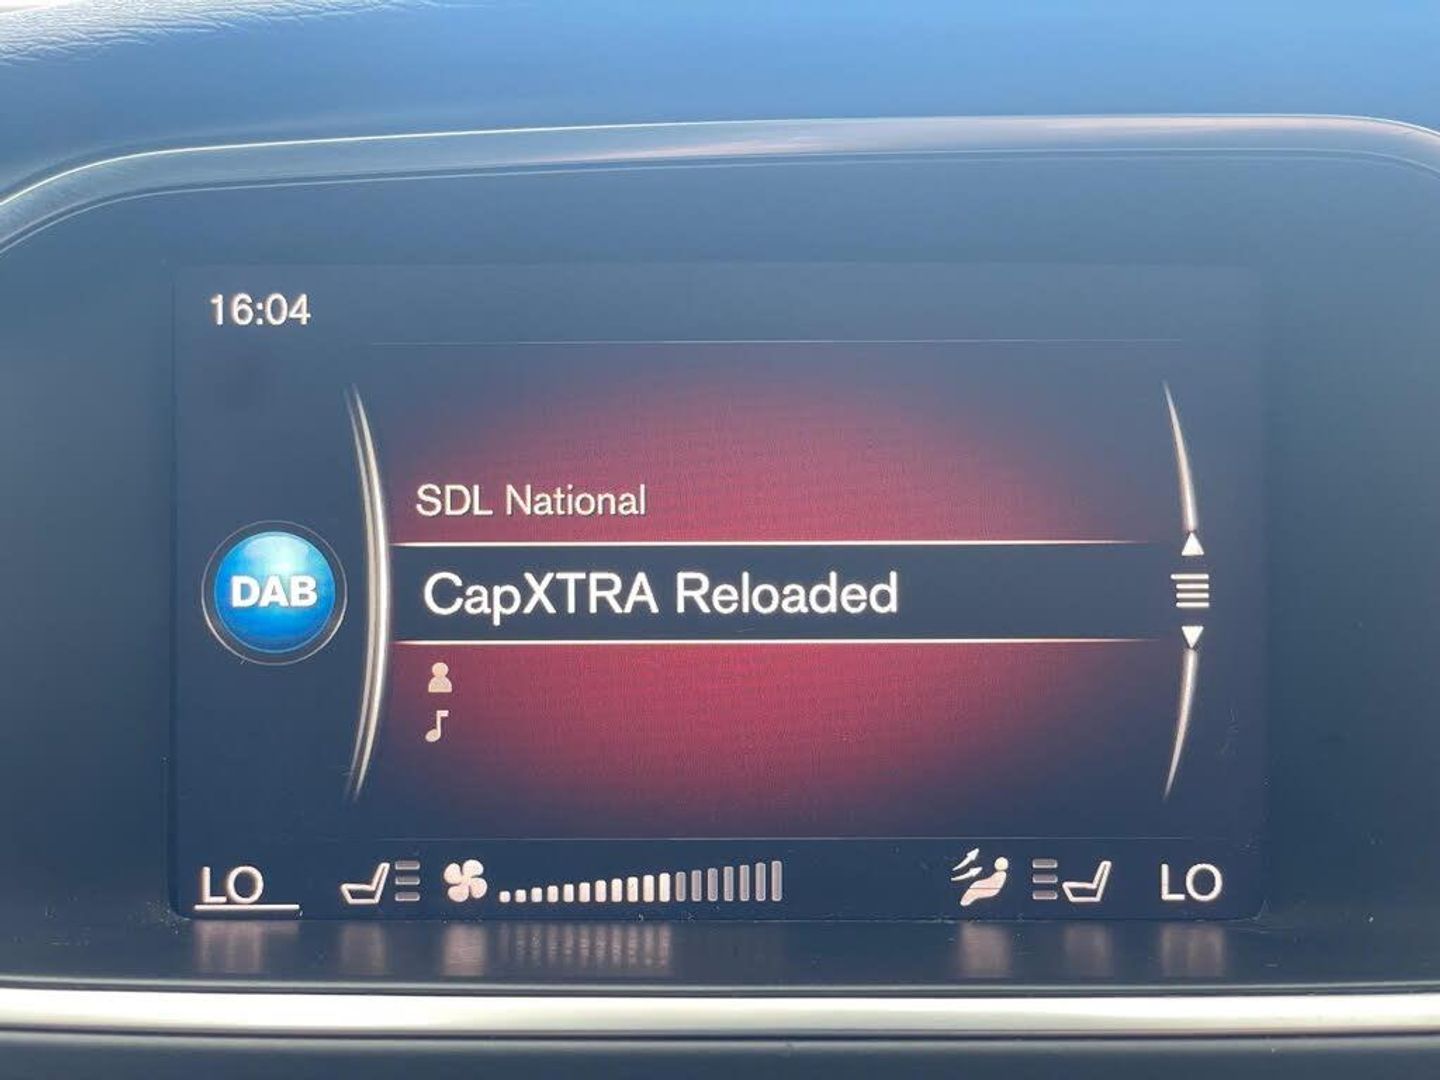 16:04
SDL National
DAB
CapXTRA Reloaded
LO
LO